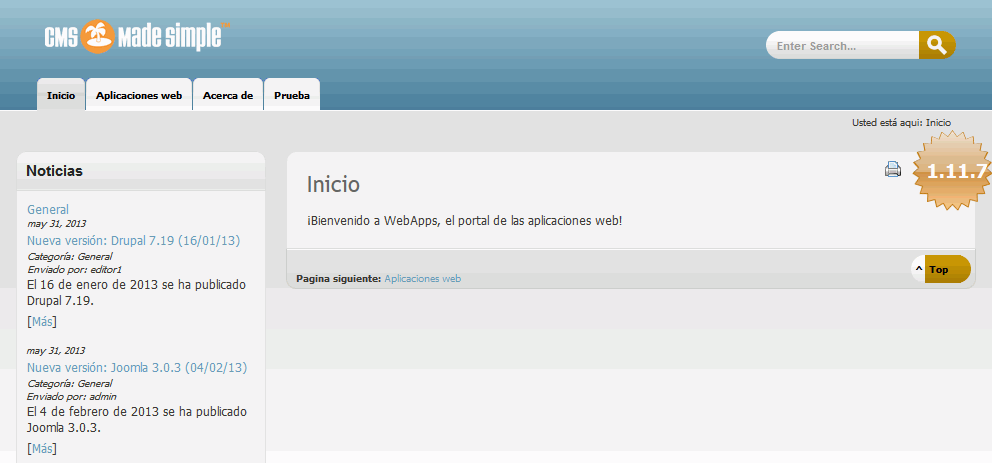 CMS made simple
Enter Search...
Inicio
Aplicaciones web
Acerca de
Prueba
Usted está aquí: Inicio
Noticias
General
may 31, 2013
Nueva versión: Drupal 7.19 (16/01/13)
Categoría: General
Enviado por: editor1
El 16 de enero de 2013 se ha publicado
Drupal 7.19.
[Más]
may 31, 2013
Nueva versión: Joomla 3.0.3 (04/02/13)
Categoría: General
Enviado por: admin
El 4 de febrero de 2013 se ha publicado
Joomla 3.0.3.
[Más]
1.11.7
Inicio
¡Bienvenido a WebApps, el portal de las aplicaciones web!
Pagina siguiente: Aplicaciones web
^ Top